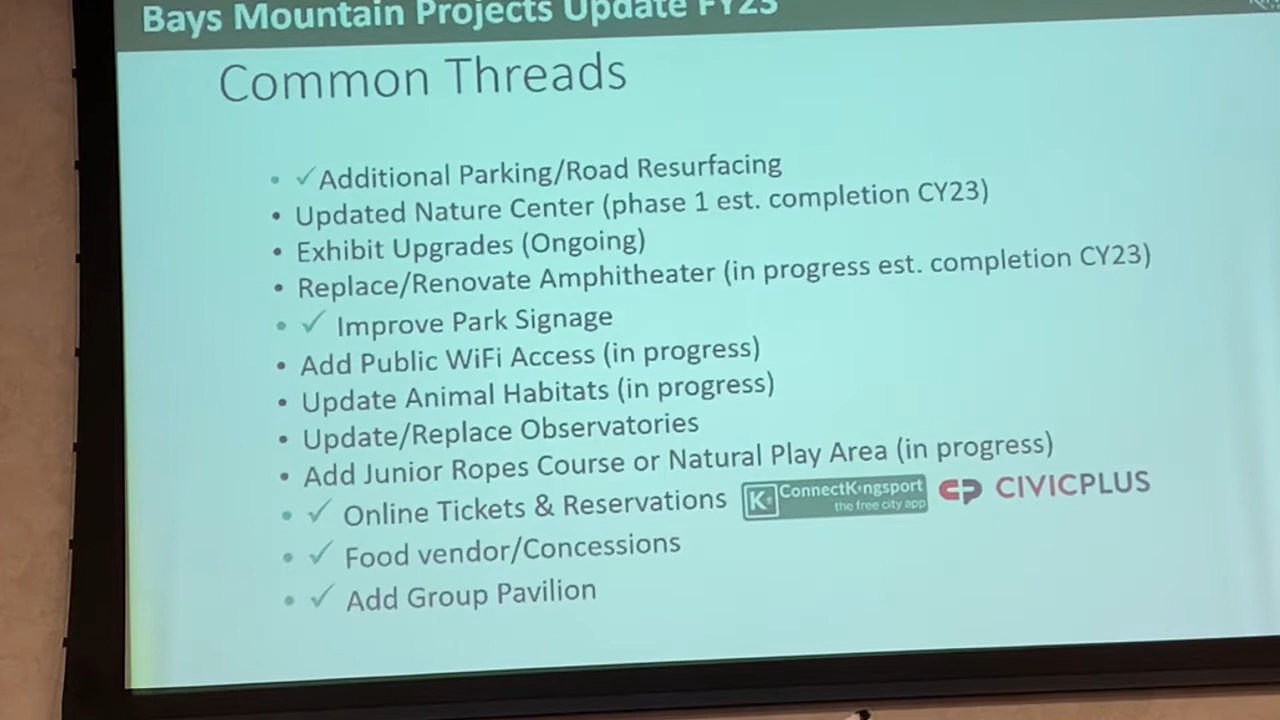 Bays Mountain Projects Update FY23
Common Threads
• ✓Additional Parking/Road Resurfacing
• Updated Nature Center (phase 1 est. completion CY23)
• Exhibit Upgrades (Ongoing)
• Replace/Renovate Amphitheater (in progress est. completion CY23)
• ✓ Improve Park Signage
• Add Public WiFi Access (in progress)
• Update Animal Habitats (in progress)
• Update/Replace Observatories
• Add Junior Ropes Course or Natural Play Area (in progress)
• ✓ Online Tickets & Reservations K ConnectKingsport the free city app CP CIVICPLUS
• ✓ Food vendor/Concessions
• ✓ Add Group Pavilion